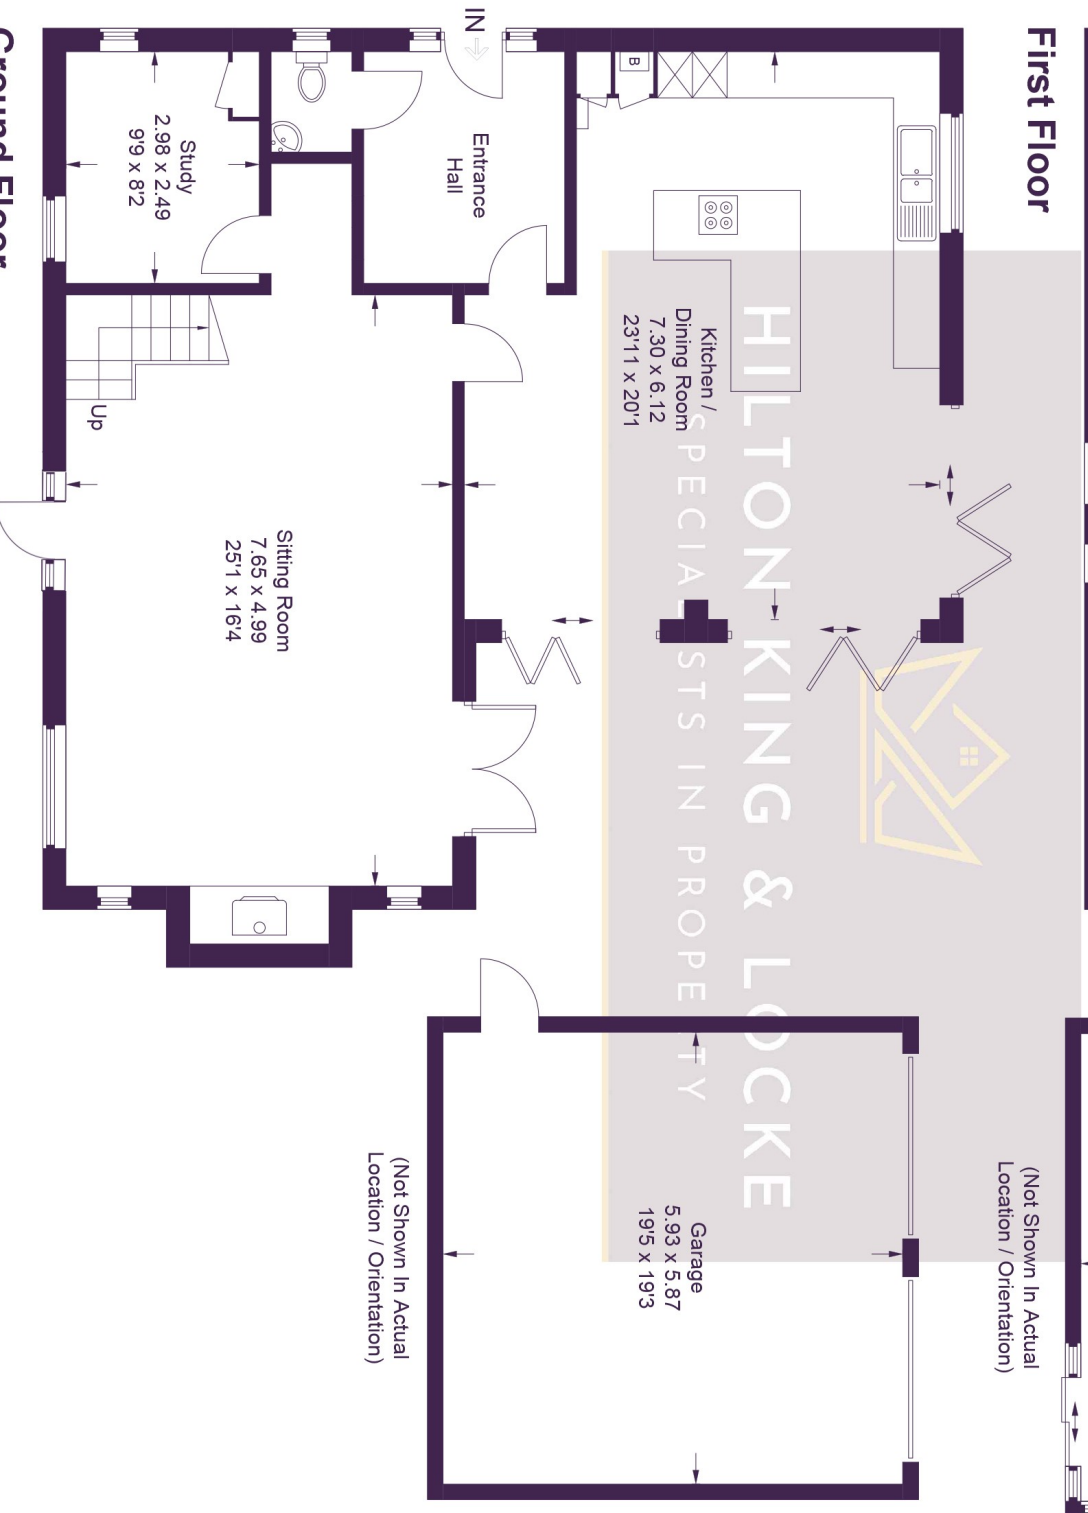 First Floor
(Not Shown In Actual
Location / Orientation)
IN
Entrance
Hall
Kitchen /
Dining Room
7.30 x 6.12
23'11 x 20'1
B
HILTON KING & LOCKE
SPECIALISTS IN PROPERTY
Study
2.98 x 2.49
9'9 x 8'2
Up
Sitting Room
7.65 x 4.99
25'1 x 16'4
Garage
5.93 x 5.87
19'5 x 19'3
(Not Shown In Actual
Location / Orientation)
Ground Floor